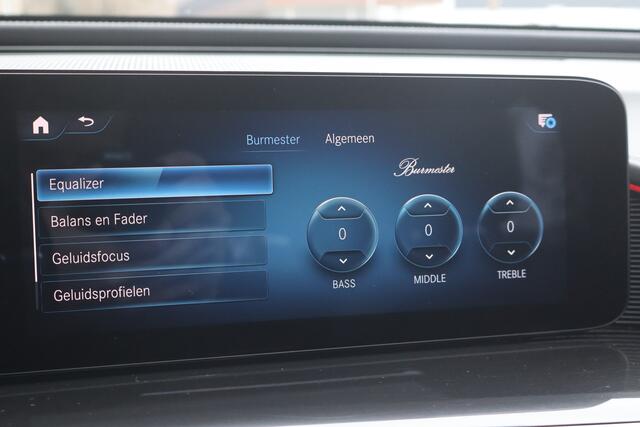 Burmester Algemeen
Burmester
Equalizer
Balans en Fader
Geluidsfocus
Geluidsprofielen
0 0 0
BASS MIDDLE TREBLE